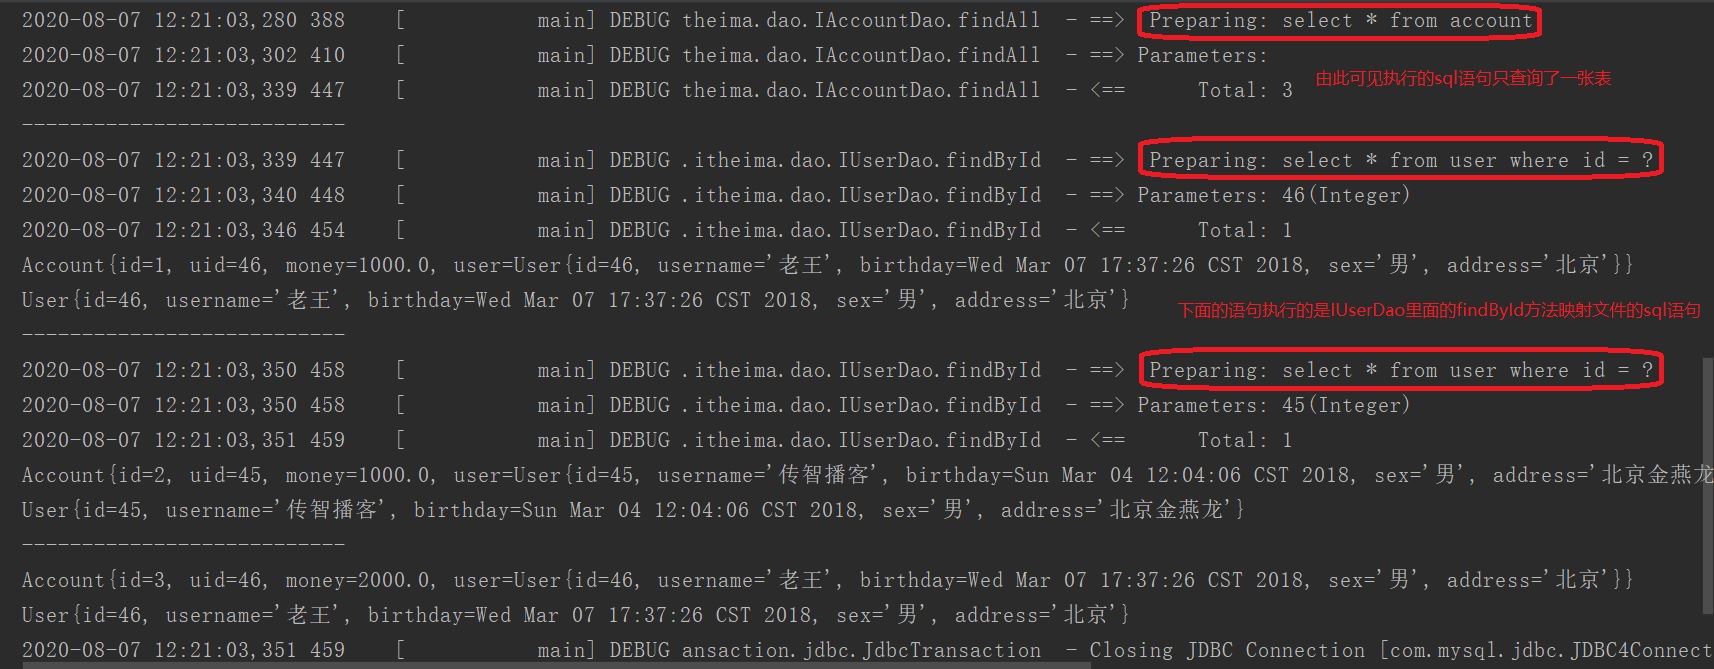 2020-08-07 12:21:03,280 388    [           main] DEBUG theima.dao.IAccountDao.findAll  - ==>  Preparing: select * from account
2020-08-07 12:21:03,302 410    [           main] DEBUG theima.dao.IAccountDao.findAll  - ==> Parameters:
由此可见执行的sql语句只查询了一张表
2020-08-07 12:21:03,339 447    [           main] DEBUG theima.dao.IAccountDao.findAll  - <==      Total: 3
---------------------------
2020-08-07 12:21:03,339 447    [           main] DEBUG .itheima.dao.IUserDao.findById  - ==>  Preparing: select * from user where id = ?
2020-08-07 12:21:03,340 448    [           main] DEBUG .itheima.dao.IUserDao.findById  - ==> Parameters: 46(Integer)
2020-08-07 12:21:03,346 454    [           main] DEBUG .itheima.dao.IUserDao.findById  - <==      Total: 1
Account{id=1, uid=46, money=1000.0, user=User{id=46, username='老王', birthday=Wed Mar 07 17:37:26 CST 2018, sex='男', address='北京'}}
User{id=46, username='老王', birthday=Wed Mar 07 17:37:26 CST 2018, sex='男', address='北京'}
下面的语句执行的是IUserDao里面的findById方法映射文件的sql语句
---------------------------
2020-08-07 12:21:03,350 458    [           main] DEBUG .itheima.dao.IUserDao.findById  - ==>  Preparing: select * from user where id = ?
2020-08-07 12:21:03,350 458    [           main] DEBUG .itheima.dao.IUserDao.findById  - ==> Parameters: 45(Integer)
2020-08-07 12:21:03,351 459    [           main] DEBUG .itheima.dao.IUserDao.findById  - <==      Total: 1
Account{id=2, uid=45, money=1000.0, user=User{id=45, username='传智播客', birthday=Sun Mar 04 12:04:06 CST 2018, sex='男', address='北京金燕龙
User{id=45, username='传智播客', birthday=Sun Mar 04 12:04:06 CST 2018, sex='男', address='北京金燕龙'}
---------------------------
Account{id=3, uid=46, money=2000.0, user=User{id=46, username='老王', birthday=Wed Mar 07 17:37:26 CST 2018, sex='男', address='北京'}}
User{id=46, username='老王', birthday=Wed Mar 07 17:37:26 CST 2018, sex='男', address='北京'}
2020-08-07 12:21:03,351 459    [           main] DEBUG ansaction.jdbc.JdbcTransaction  - Closing JDBC Connection [com.mysql.jdbc.JDBC4Connect